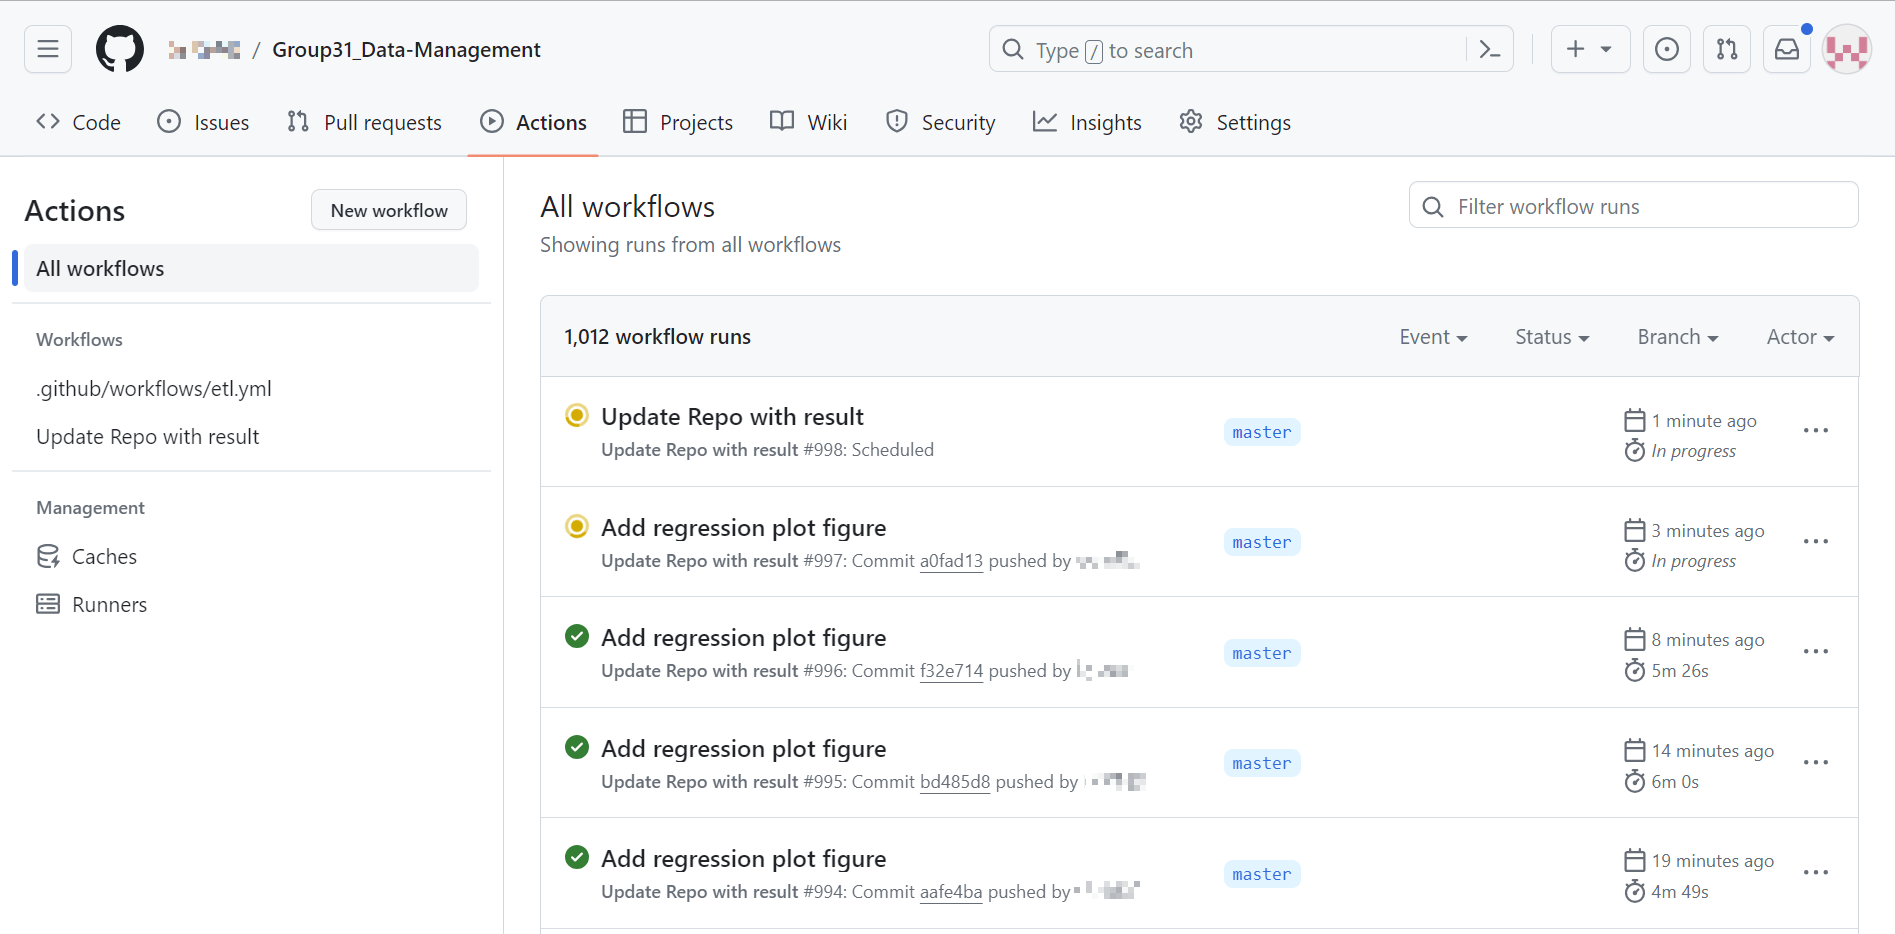 / Group31_Data-Management
Type / to search
Code Issues Pull requests Actions Projects Wiki Security Insights Settings
Actions
New workflow
All workflows
Workflows
.github/workflows/etl.yml
Update Repo with result
Management
Caches
Runners
All workflows
Showing runs from all workflows
Filter workflow runs
1,012 workflow runs
Event Status Branch Actor
Update Repo with result
Update Repo with result #998: Scheduled
master
1 minute ago
In progress
Add regression plot figure
Update Repo with result #997: Commit a0fad13 pushed by
master
3 minutes ago
In progress
Add regression plot figure
Update Repo with result #996: Commit f32e714 pushed by
master
8 minutes ago
5m 26s
Add regression plot figure
Update Repo with result #995: Commit bd485d8 pushed by
master
14 minutes ago
6m 0s
Add regression plot figure
Update Repo with result #994: Commit aafe4ba pushed by
master
19 minutes ago
4m 49s